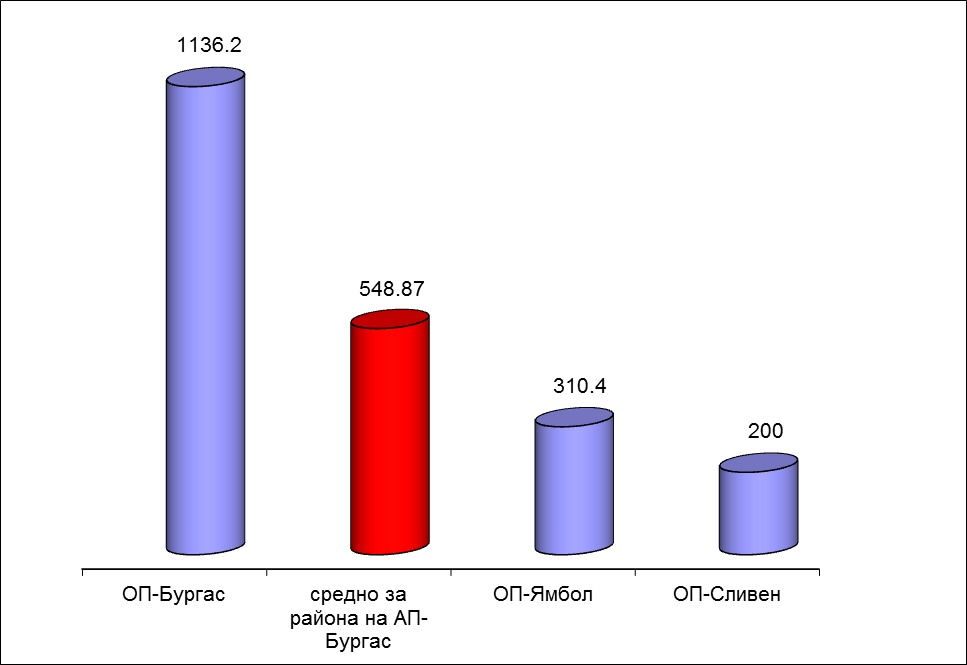 1136.2
548.87
310.4
200
ОП-Бургас
средно за
района на АП-
Бургас
ОП-Ямбол
ОП-Сливен